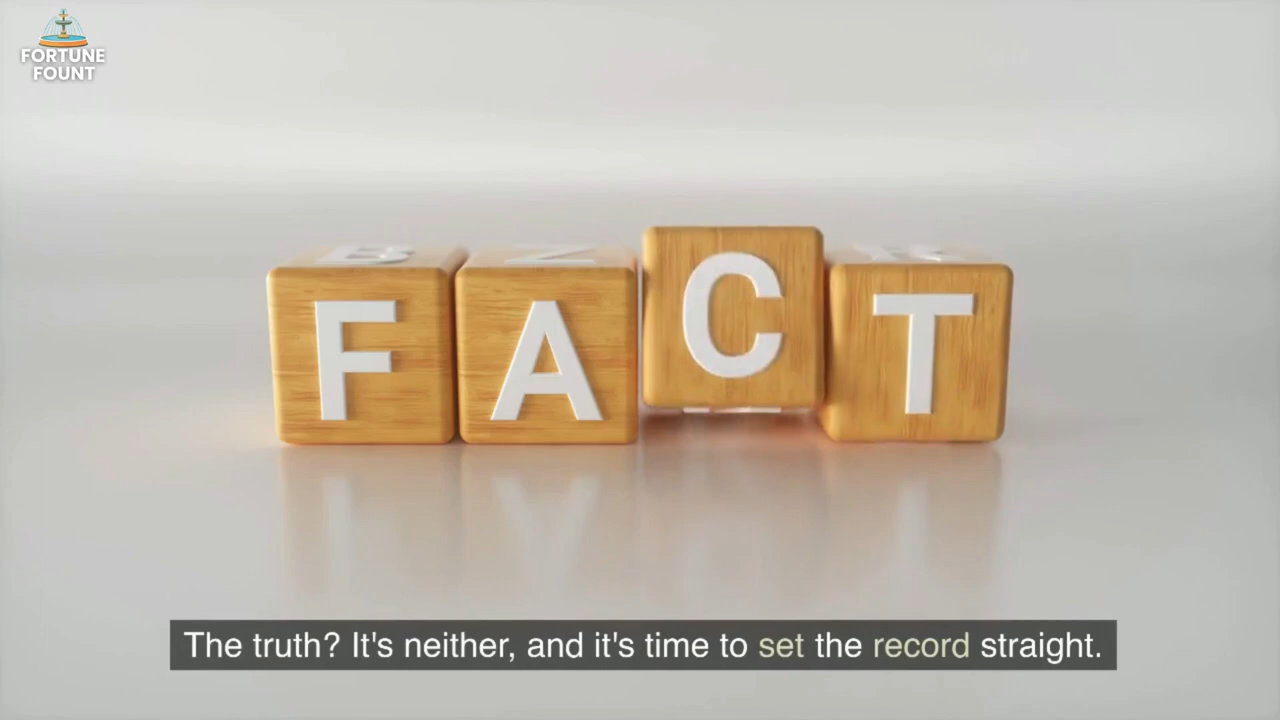 FORTUNE
FOUNT
FACT
The truth? It's neither, and it's time to set the record straight.